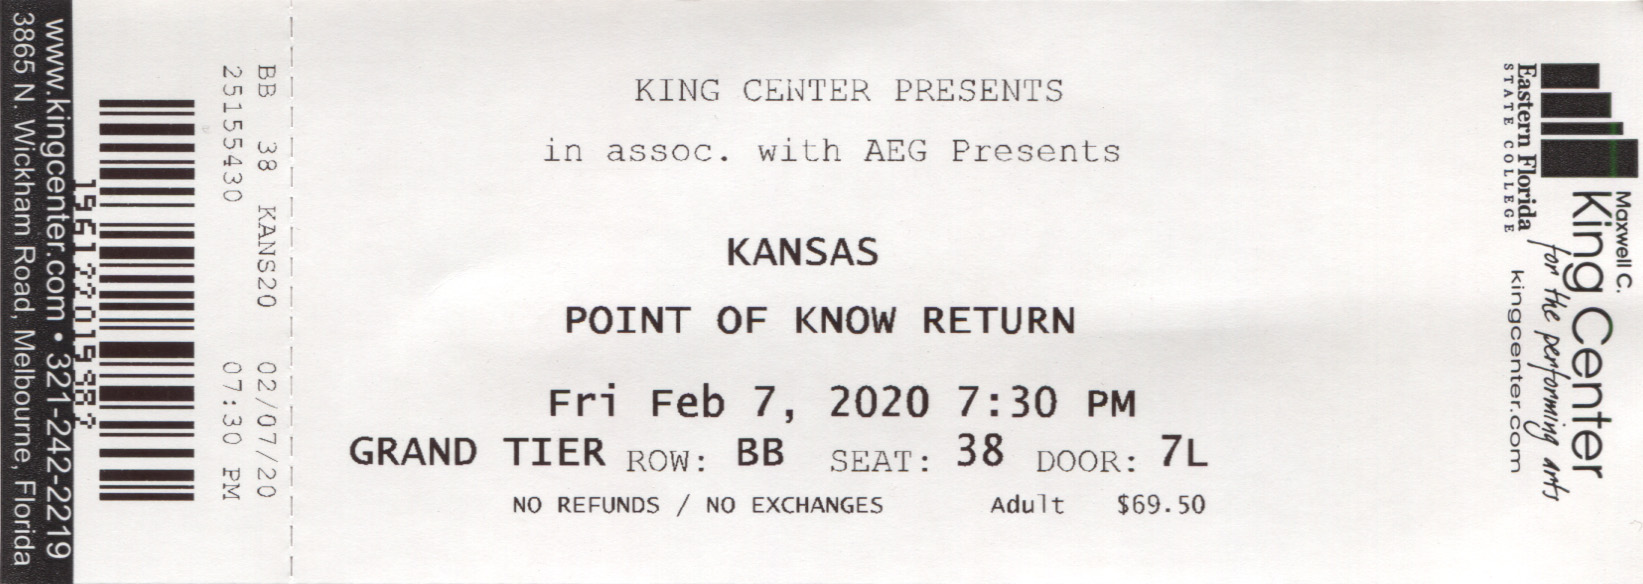 www.kingcenter.com • 321-242-2219
3865 N. Wickham Road, Melbourne, Florida
BB 38 KANS20 02/07/20
25155430 07:30 PM
KING CENTER PRESENTS
in assoc. with AEG Presents
KANSAS
POINT OF KNOW RETURN
Fri Feb 7, 2020 7:30 PM
GRAND TIER ROW: BB SEAT: 38 DOOR: 7L
NO REFUNDS / NO EXCHANGES Adult $69.50
Maxwell C.
King Center
for the performing arts
Eastern Florida
STATE COLLEGE
kingcenter.com